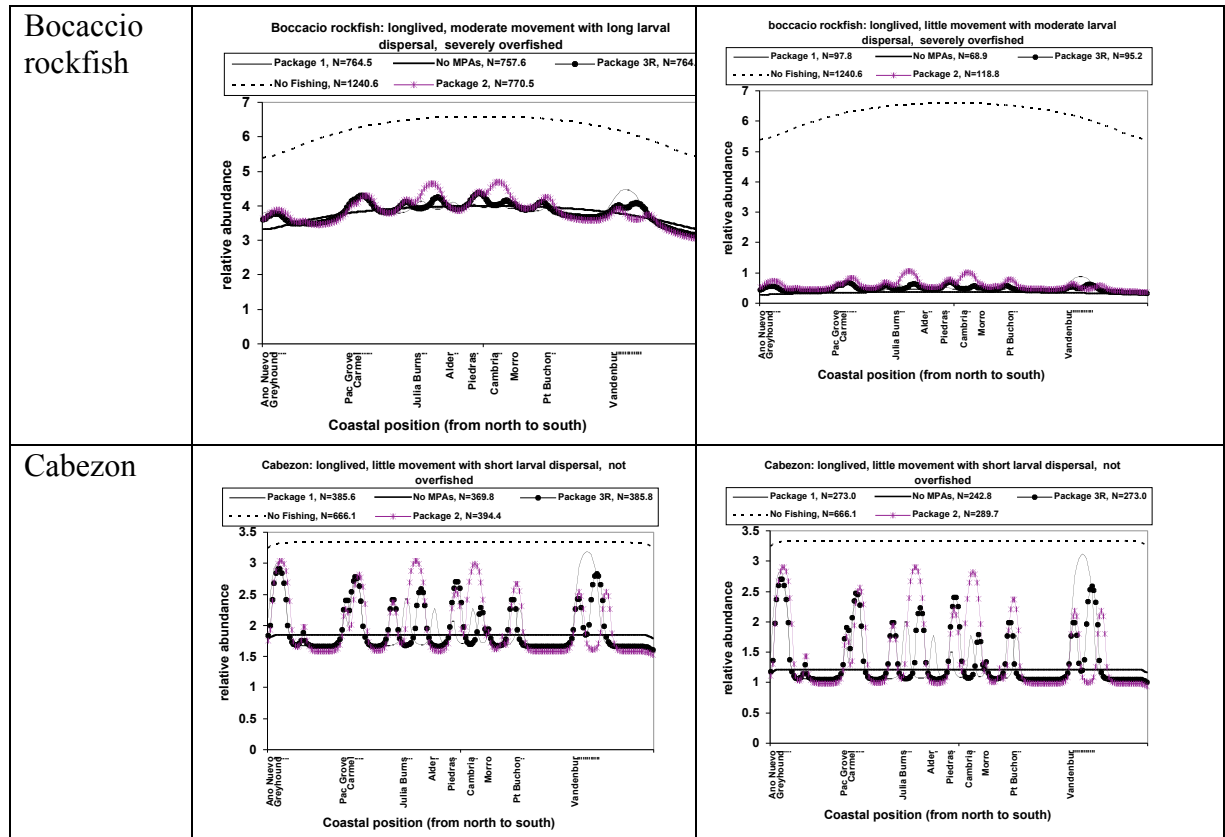 Bocaccio
rockfish
Boccacio rockfish: longlived, moderate movement with long larval
dispersal, severely overfished
Package 1, N=764.5 No MPAs, N=757.6 Package 3R, N=764.
No Fishing, N=1240.6 Package 2, N=770.5
7
6
5
4
3
2
1
0
relative abundance
Ano Nuevo
Greyhound
Pac Grove
Carmel
Julia Burns
Alder
Piedras
Cambria
Morro
Pt Buchon
Vandenbur
Coastal position (from north to south)
boccacio rockfish: longlived, little movement with moderate larval
dispersal, severely overfished
Package 1, N=97.8 No MPAs, N=68.9 Package 3R, N=95.2
No Fishing, N=1240.6 Package 2, N=118.8
7
6
5
4
3
2
1
0
relative abundance
Ano Nuevo
Greyhound
Pac Grove
Carmel
Julia Burns
Alder
Piedras
Cambria
Morro
Pt Buchon
Vandenbur
Coastal position (from north to south)
Cabezon
Cabezon: longlived, little movement with short larval dispersal, not
overfished
Package 1, N=385.6 No MPAs, N=369.8 Package 3R, N=385.8
No Fishing, N=666.1 Package 2, N=394.4
3.5
3
2.5
2
1.5
1
0.5
0
relative abundance
Ano Nuevo
Greyhound
Pac Grove
Carmel
Julia Burns
Alder
Piedras
Cambria
Morro
Pt Buchon
Vandenbur
Coastal position (from north to south)
Cabezon: longlived, little movement with short larval dispersal, not
overfished
Package 1, N=273.0 No MPAs, N=242.8 Package 3R, N=273.0
No Fishing, N=666.1 Package 2, N=289.7
3.5
3
2.5
2
1.5
1
0.5
0
relative abundance
Ano Nuevo
Greyhound
Pac Grove
Carmel
Julia Burns
Alder
Piedras
Cambria
Morro
Pt Buchon
Vandenbur
Coastal position (from north to south)